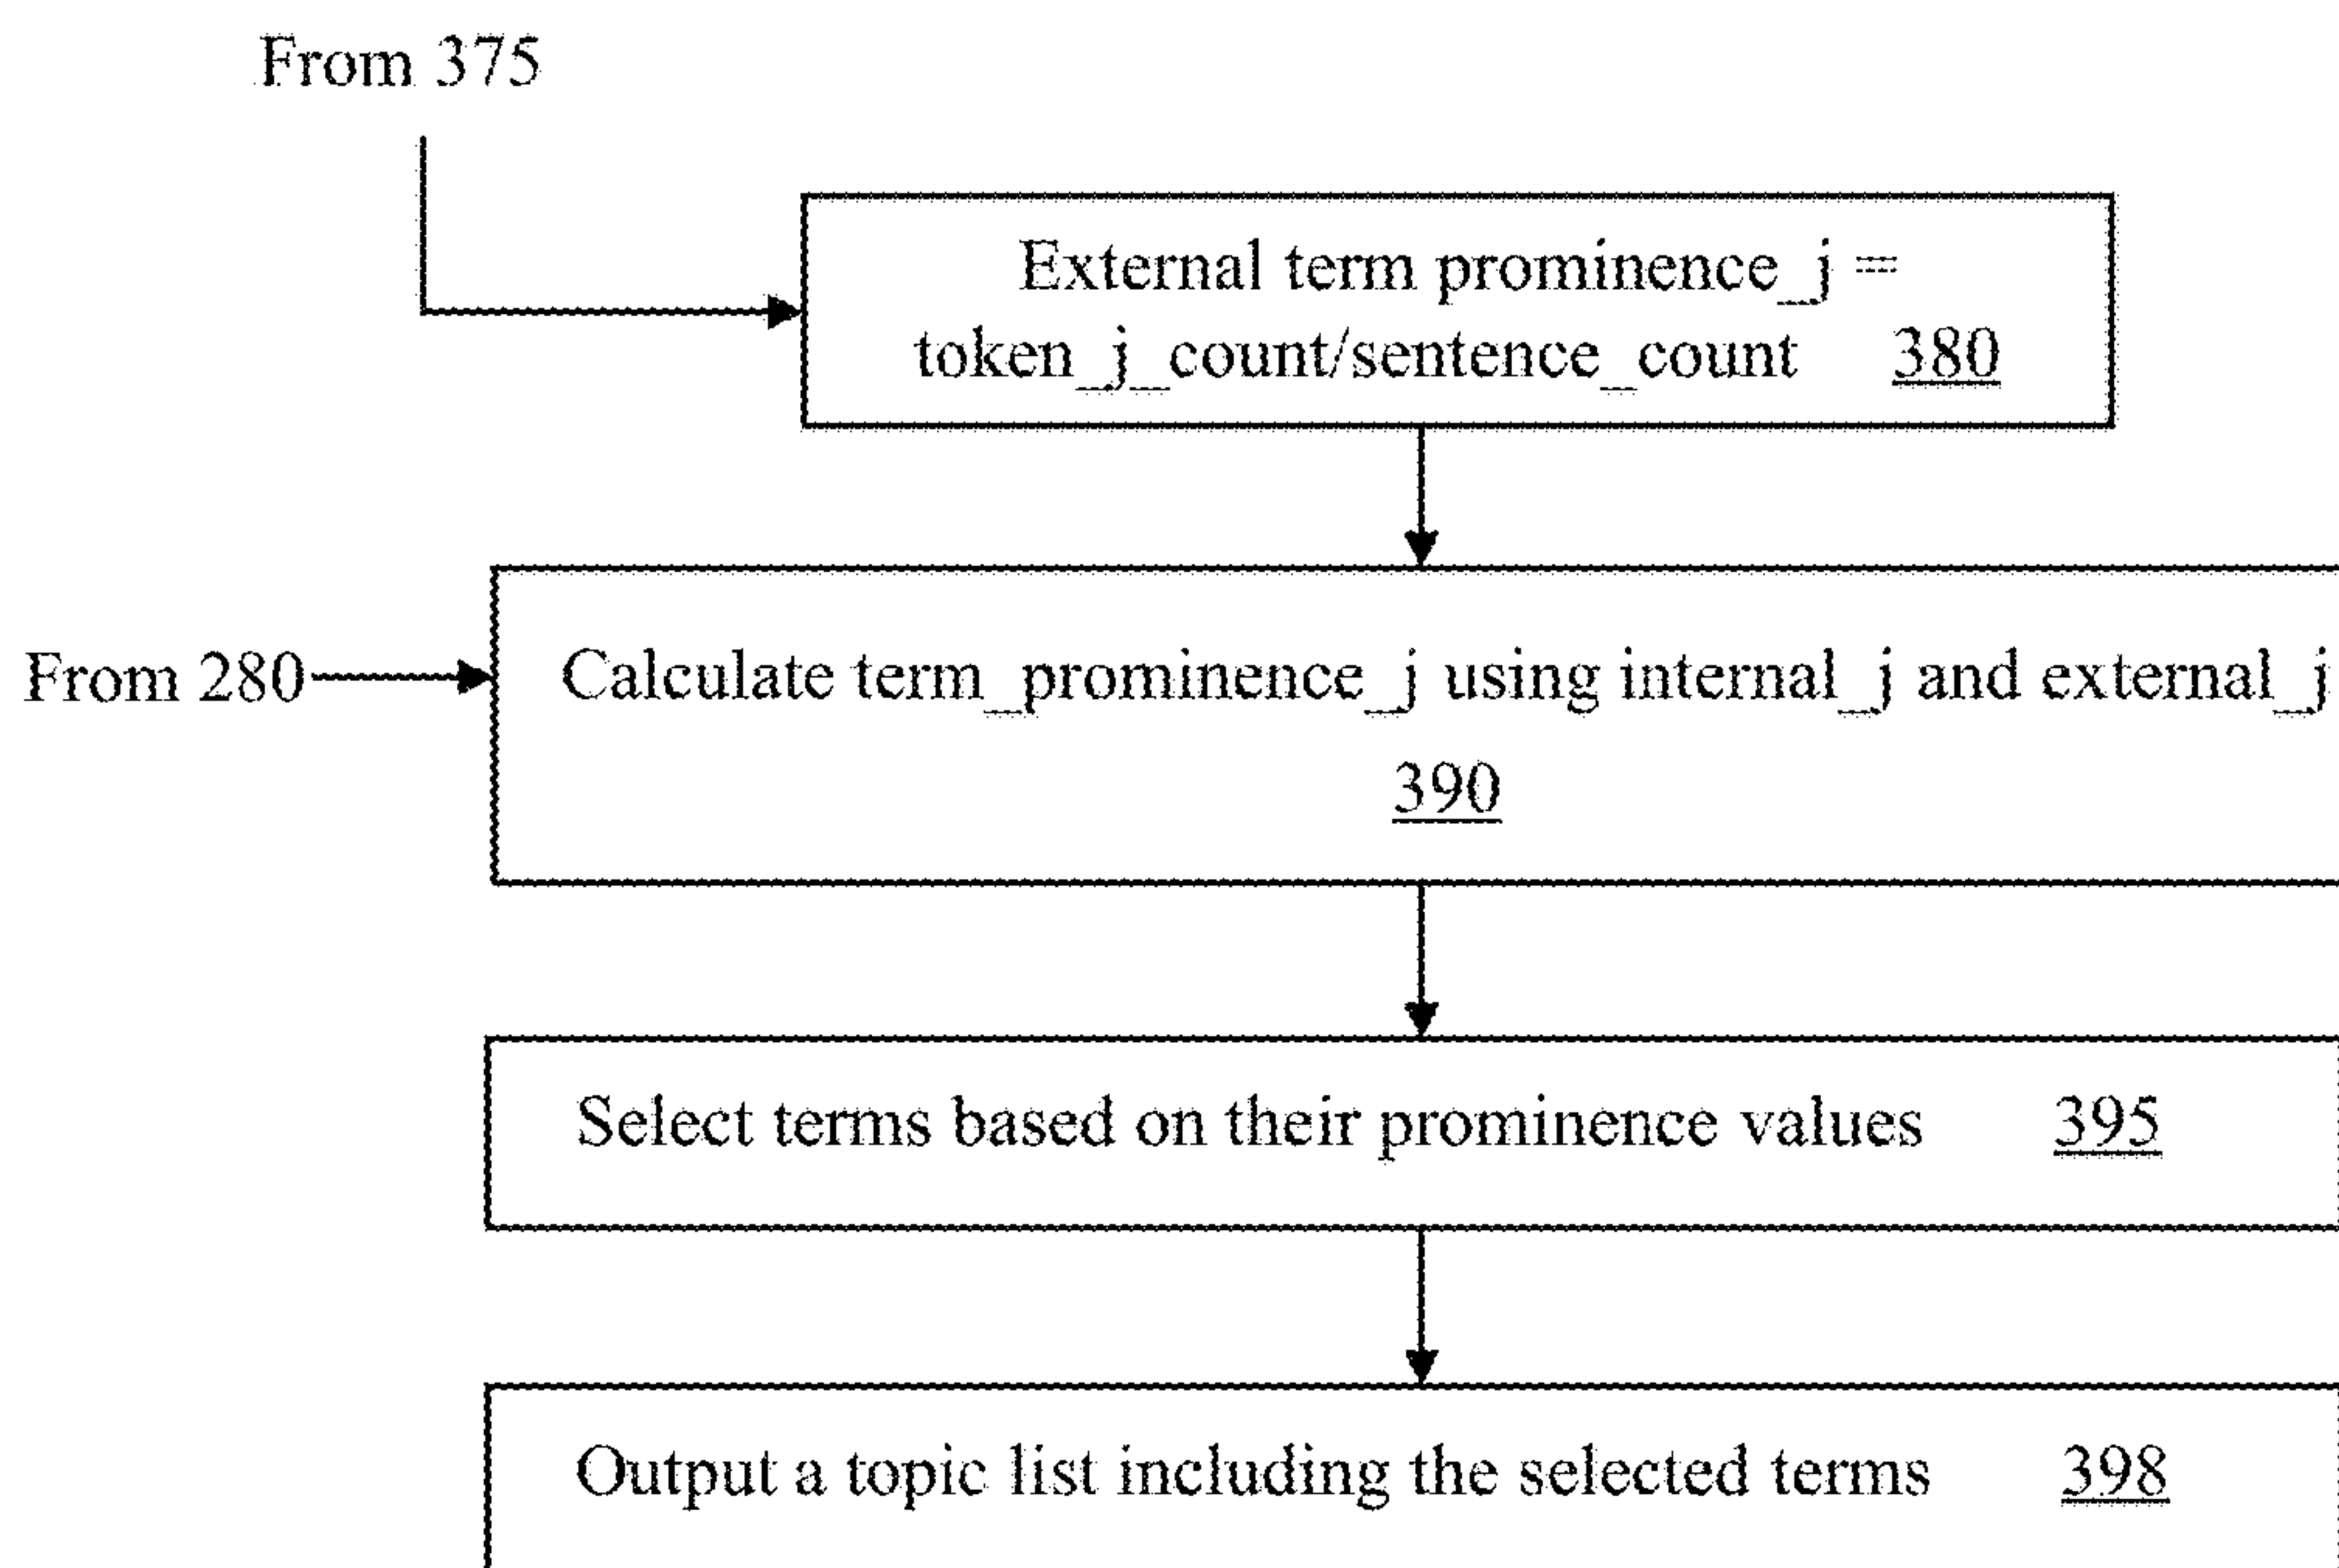 From 375
External term prominence_j =
token_j_count/sentence_count 380
From 280
Calculate term_prominence_j using internal_j and external_j
390
Select terms based on their prominence values 395
Output a topic list including the selected terms 398